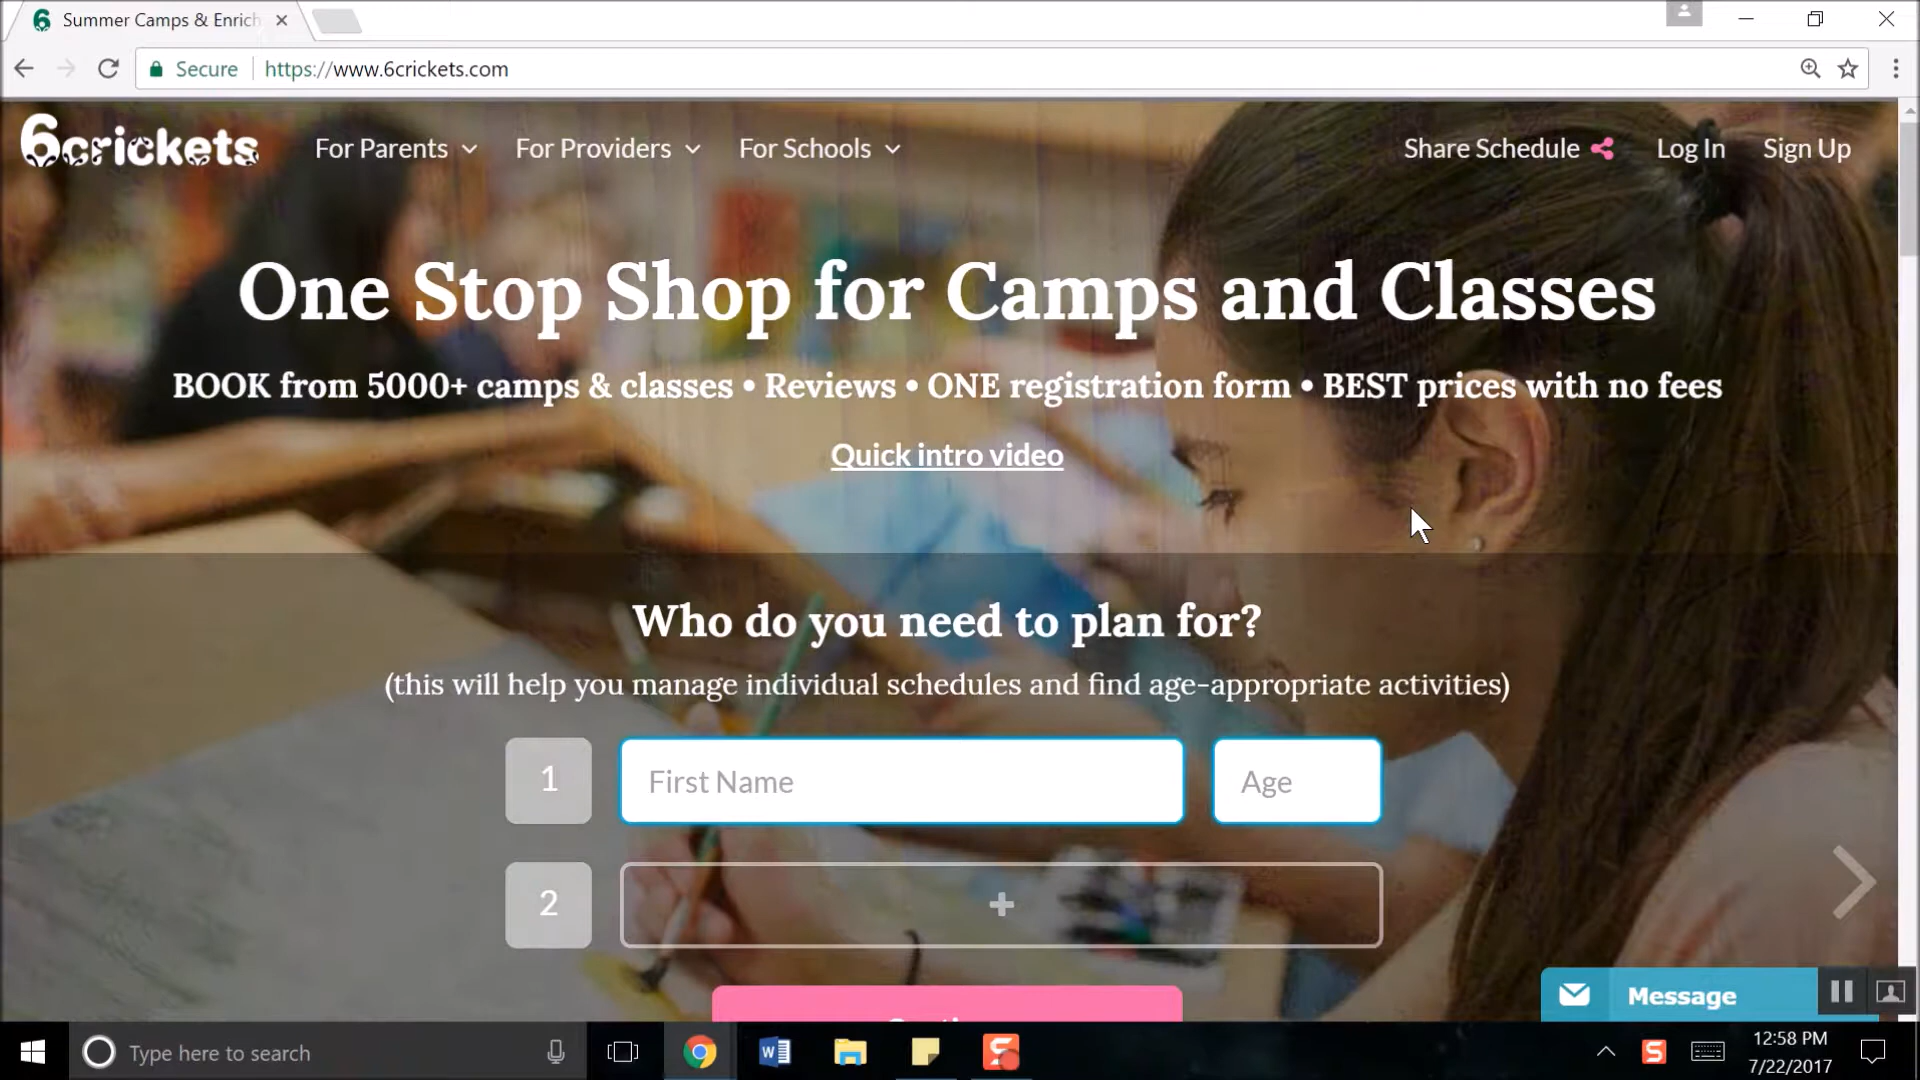 Summer Camps & Enrich
Secure https://www.6crickets.com
6crickets For Parents For Providers For Schools Share Schedule Log In Sign Up
One Stop Shop for Camps and Classes
BOOK from 5000+ camps & classes • Reviews • ONE registration form • BEST prices with no fees
Quick intro video
Who do you need to plan for?
(this will help you manage individual schedules and find age-appropriate activities)
1 First Name Age
2 +
Message
Type here to search
12:58 PM
7/22/2017